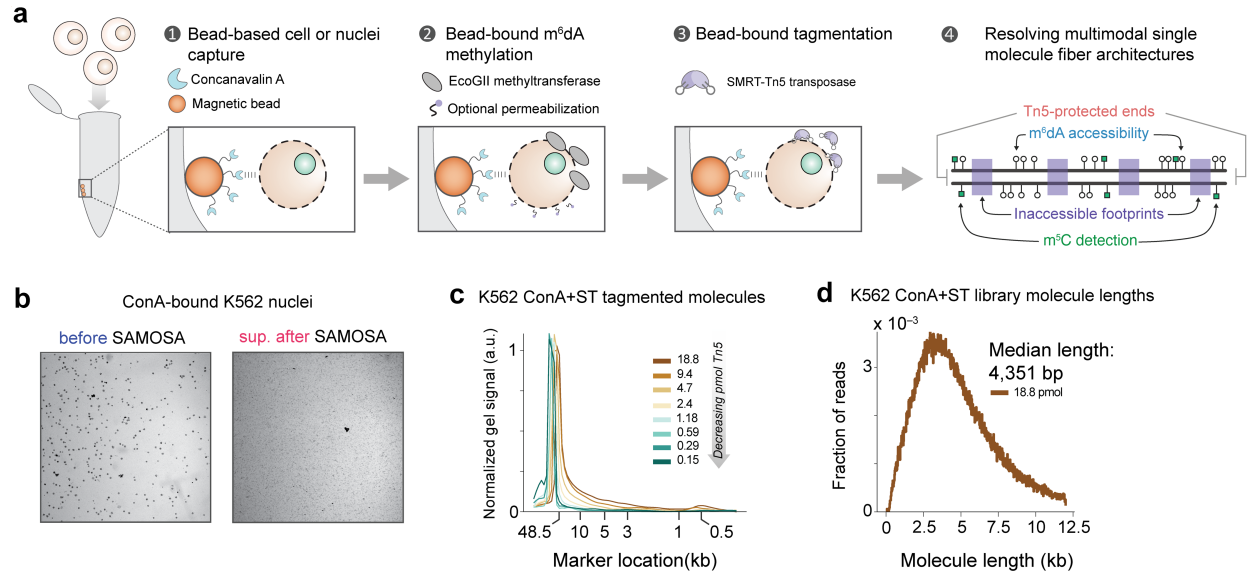 a
1 Bead-based cell or nuclei
capture
Concanavalin A
Magnetic bead
2 Bead-bound m⁶dA
methylation
EcoGII methyltransferase
Optional permeabilization
3 Bead-bound tagmentation
SMRT-Tn5 transposase
4 Resolving multimodal single
molecule fiber architectures
Tn5-protected ends
m⁶dA accessibility
Inaccessible footprints
m⁵C detection
b
ConA-bound K562 nuclei
before SAMOSA
sup. after SAMOSA
c
K562 ConA+ST tagmented molecules
Normalized gel signal (a.u.)
1
0
18.8
9.4
4.7
2.4
1.18
0.59
0.29
0.15
Decreasing pmol Tn5
48.5 10 5 3 1 0.5
Marker location(kb)
d
K562 ConA+ST library molecule lengths
x 10⁻³
Fraction of reads
3
0
Median length:
4,351 bp
18.8 pmol
0 2.5 5 7.5 10 12.5
Molecule length (kb)